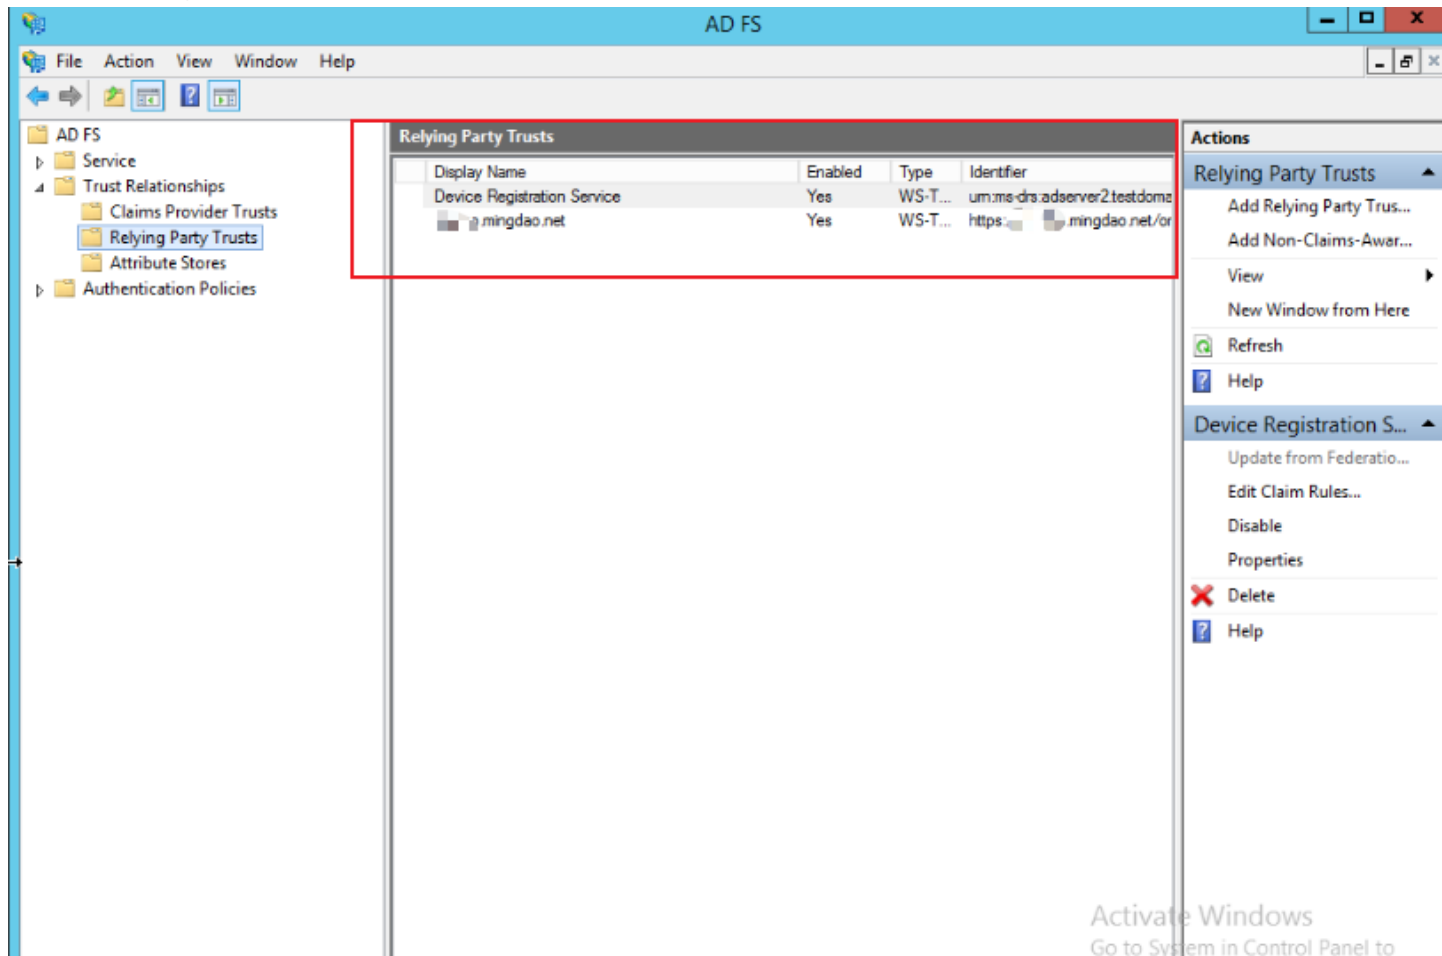 AD FS
File Action View Window Help
AD FS
Service
Trust Relationships
Claims Provider Trusts
Relying Party Trusts
Attribute Stores
Authentication Policies
Relying Party Trusts
Display Name Enabled Type Identifier
Device Registration Service Yes WS-T... urn:ms-drs:adserver2.testdoma
.mingdao.net Yes WS-T... https: .mingdao.net/or
Actions
Relying Party Trusts
Add Relying Party Trus...
Add Non-Claims-Awar...
View
New Window from Here
Refresh
Help
Device Registration S...
Update from Federatio...
Edit Claim Rules...
Disable
Properties
Delete
Help
Activate Windows
Go to System in Control Panel to